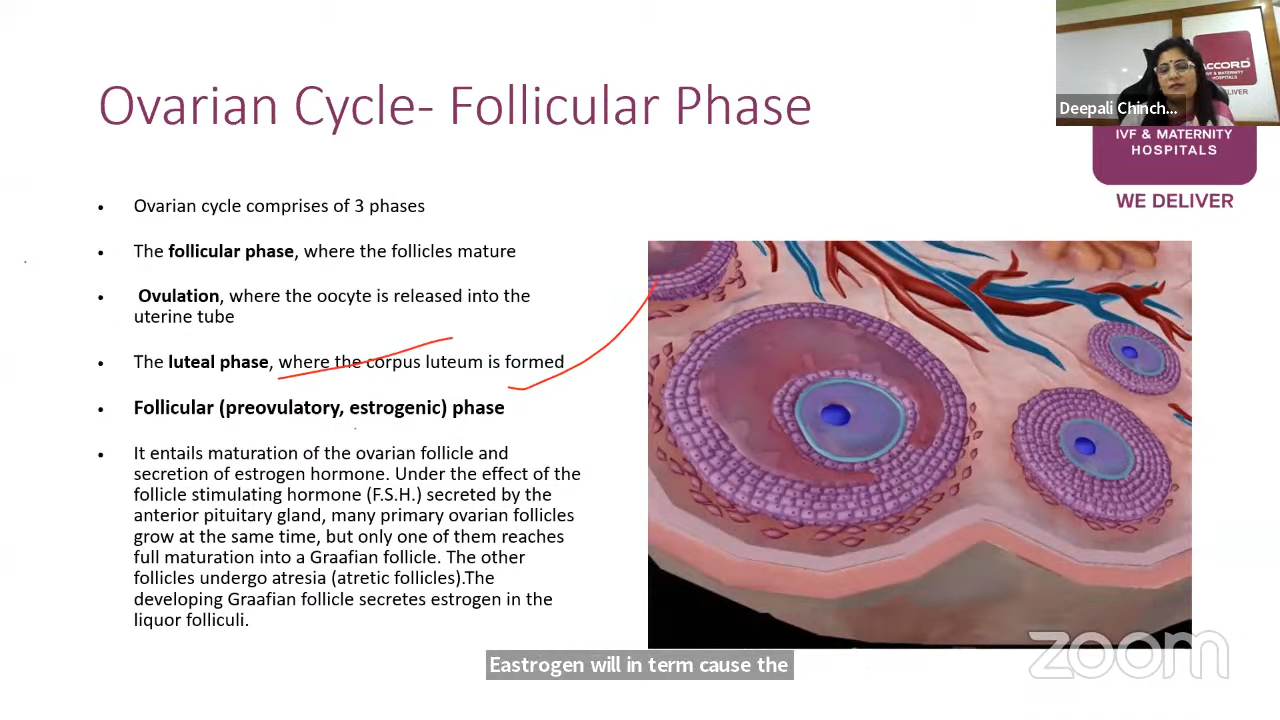 Ovarian Cycle- Follicular Phase
ACCORD
IVF & MATERNITY
HOSPITALS
DELIVER
Deepali Chinch...
IVF & MATERNITY
HOSPITALS
WE DELIVER
• Ovarian cycle comprises of 3 phases
• The follicular phase, where the follicles mature
• Ovulation, where the oocyte is released into the
uterine tube
• The luteal phase, where the corpus luteum is formed
• Follicular (preovulatory, estrogenic) phase
• It entails maturation of the ovarian follicle and
secretion of estrogen hormone. Under the effect of the
follicle stimulating hormone (F.S.H.) secreted by the
anterior pituitary gland, many primary ovarian follicles
grow at the same time, but only one of them reaches
full maturation into a Graafian follicle. The other
follicles undergo atresia (atretic follicles).The
developing Graafian follicle secretes estrogen in the
liquor folliculi.
Eastrogen will in term cause the
zoom